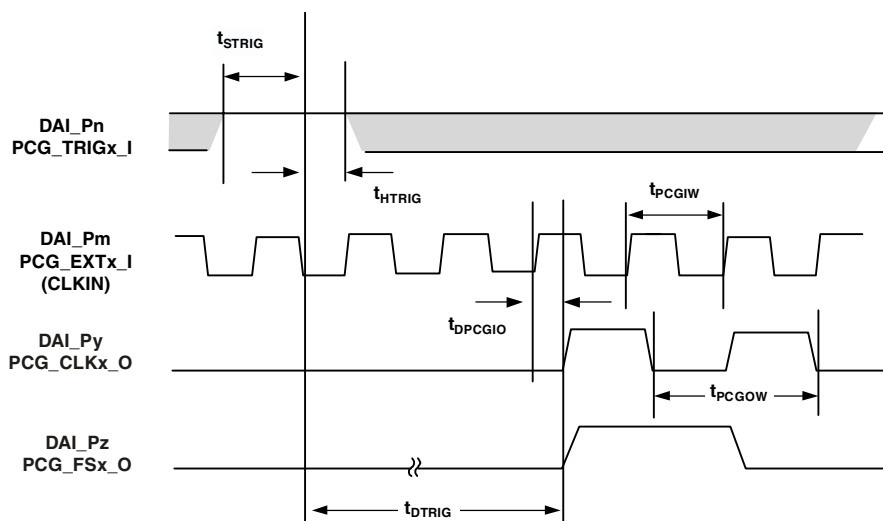 tSTRIG
DAI_Pn
PCG_TRIGx_I
tHTRIG
tPCGIW
DAI_Pm
PCG_EXTx_I
(CLKIN)
tDPCGIO
DAI_Py
PCG_CLKx_O
tPCGOW
DAI_Pz
PCG_FSx_O
tDTRIG